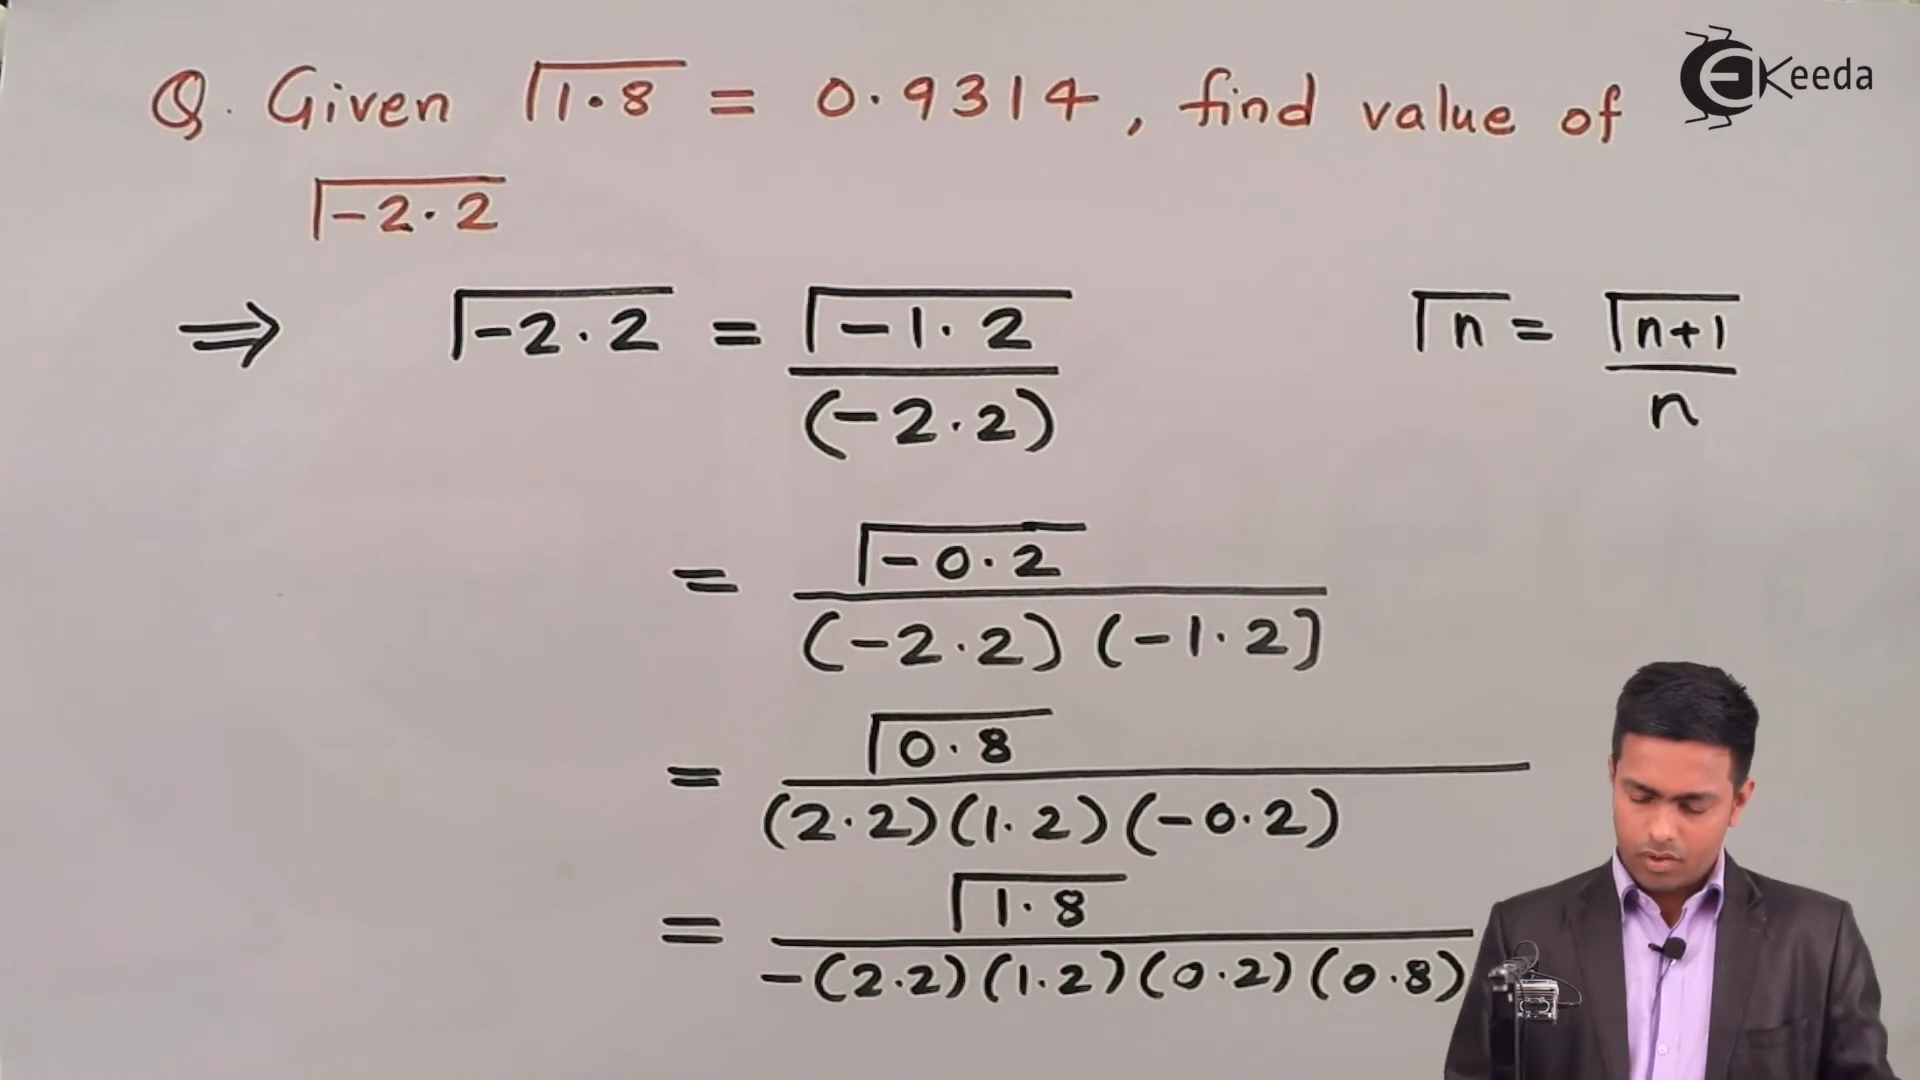 Q. Given Γ1.8 = 0.9314, find value of
Γ-2.2
EKeeda
⇒ Γ-2.2 = Γ-1.2 / (-2.2)
Γn = Γn+1 / n
= Γ-0.2 / (-2.2)(-1.2)
= Γ0.8 / (2.2)(1.2)(-0.2)
= Γ1.8 / -(2.2)(1.2)(0.2)(0.8)